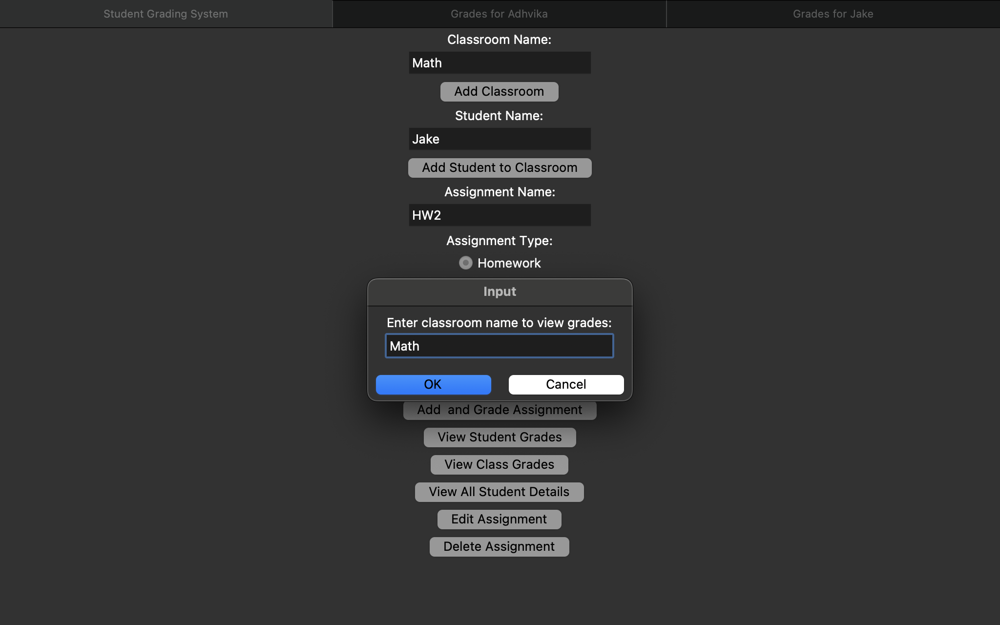 Student Grading System
Grades for Adhvika
Grades for Jake
Classroom Name:
Math
Add Classroom
Student Name:
Jake
Add Student to Classroom
Assignment Name:
HW2
Assignment Type:
Homework
Input
Enter classroom name to view grades:
Math
OK
Cancel
Add  and Grade Assignment
View Student Grades
View Class Grades
View All Student Details
Edit Assignment
Delete Assignment